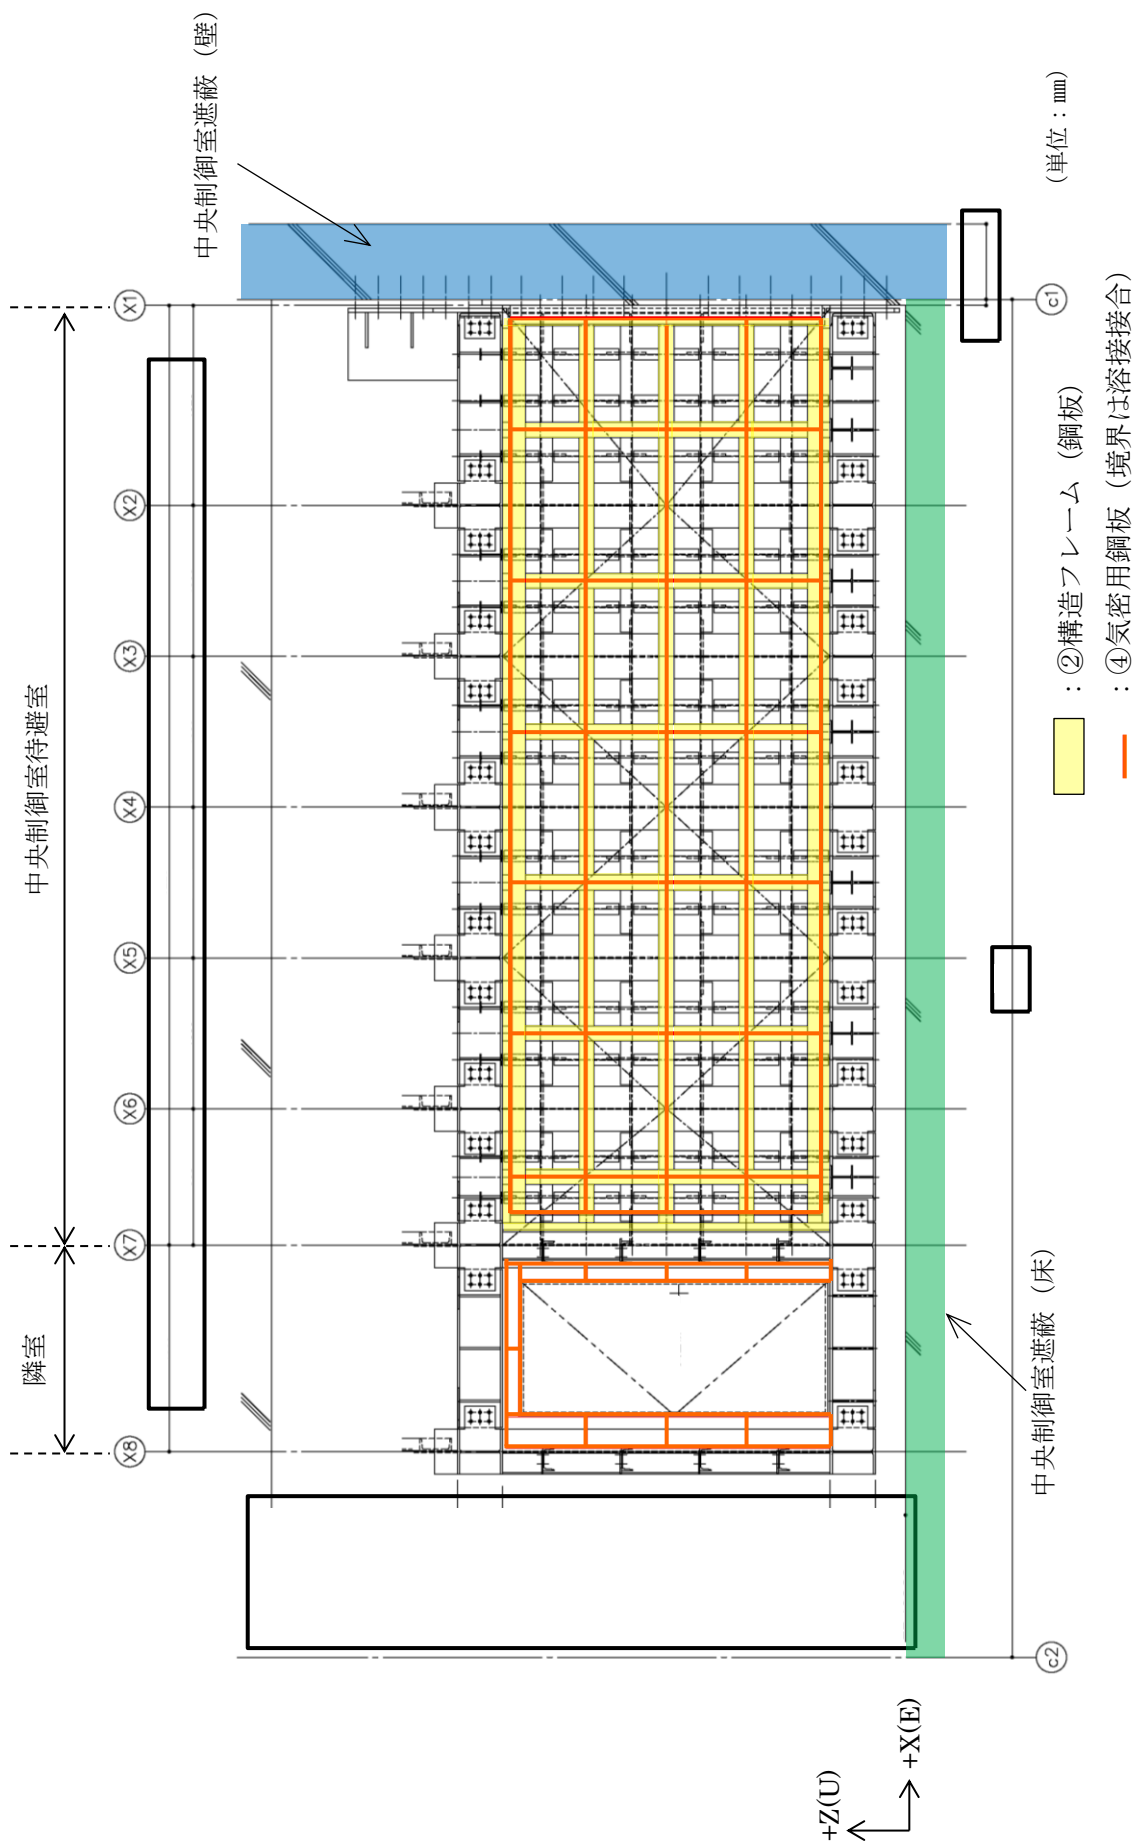 隣室
中央制御室待避室
X8
X7
X6
X5
X4
X3
X2
X1
中央制御室遮蔽（壁）
中央制御室遮蔽（床）
c2
c1
+Z(U)
+X(E)
（単位：㎜）
：②構造フレーム（鋼板）
：④気密用鋼板（境界は溶接接合）